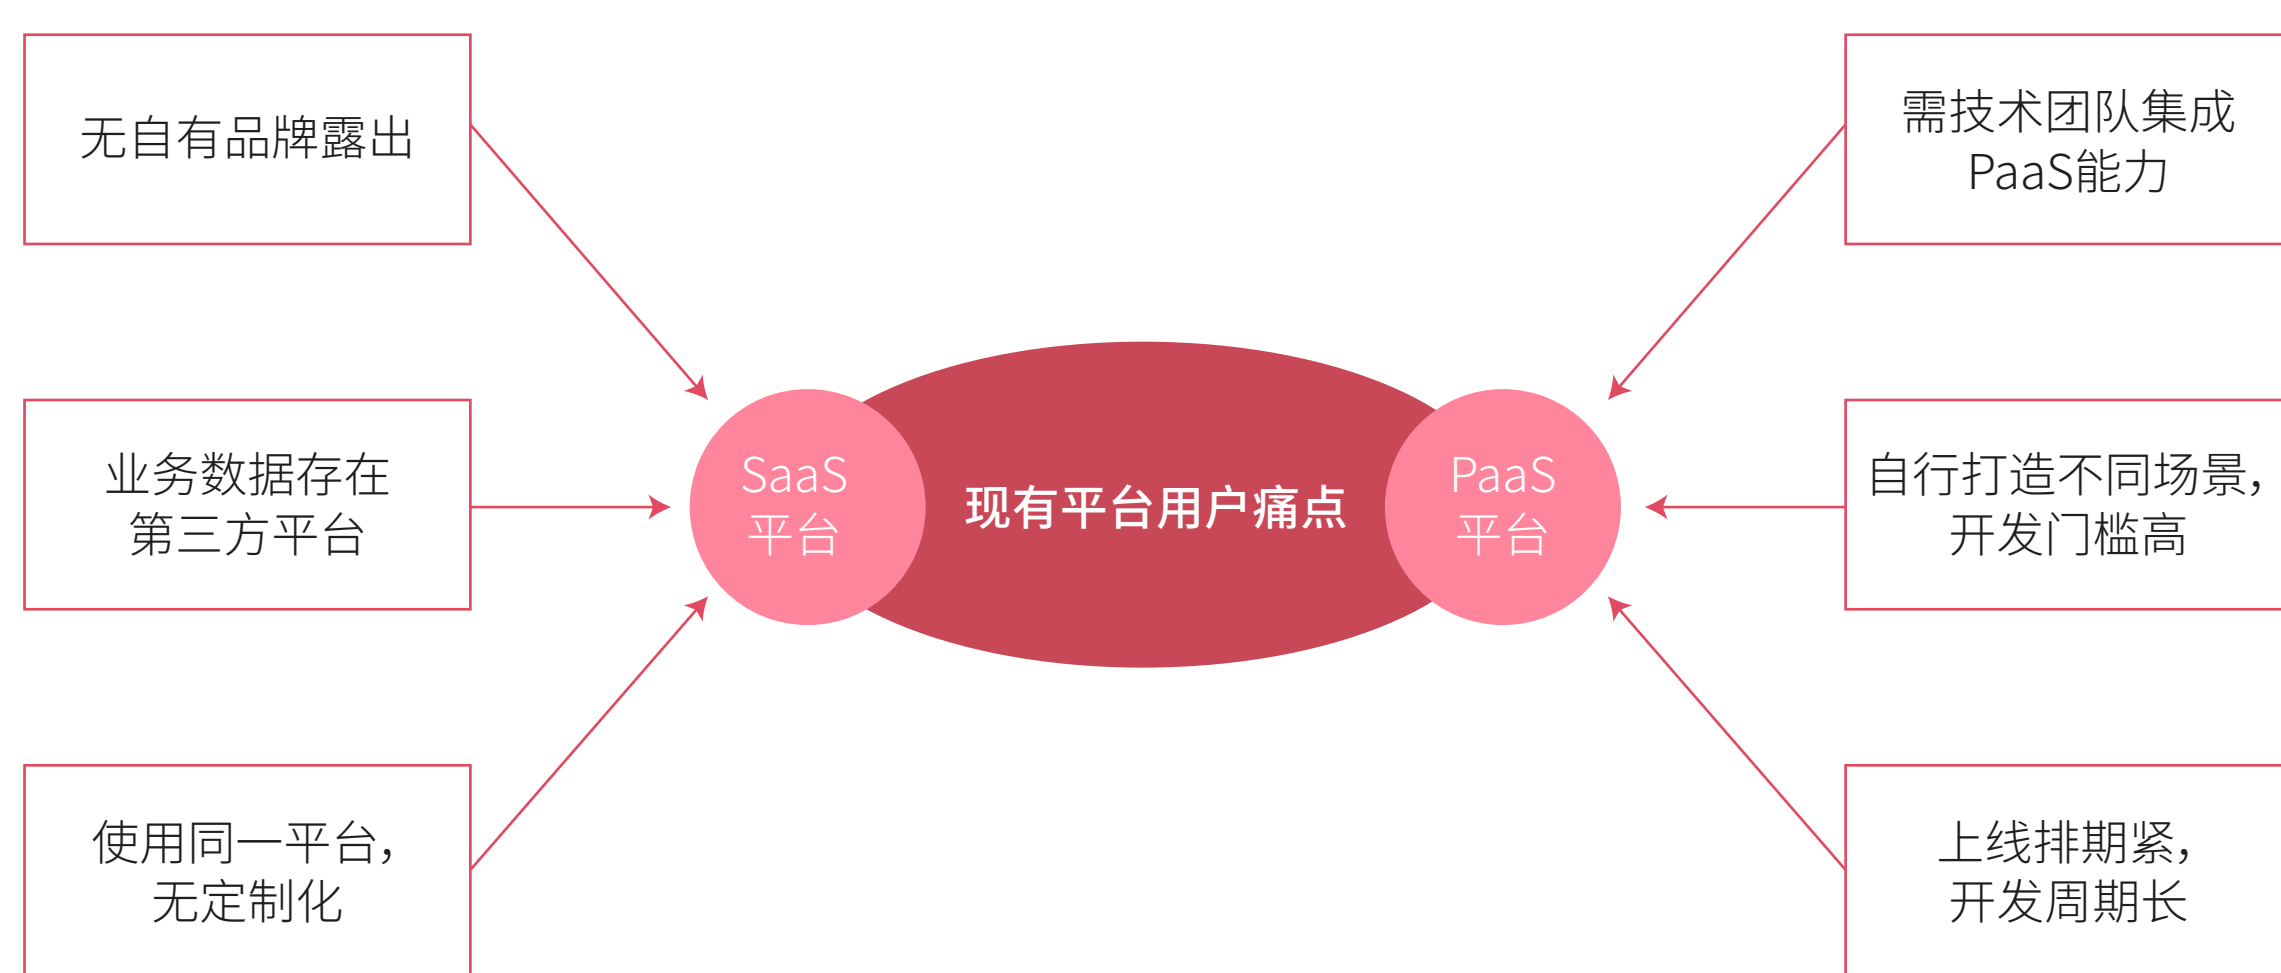 无自有品牌露出
业务数据存在
第三方平台
使用同一平台,
无定制化
SaaS
平台
现有平台用户痛点
PaaS
平台
需技术团队集成
PaaS能力
自行打造不同场景,
开发门槛高
上线排期紧,
开发周期长